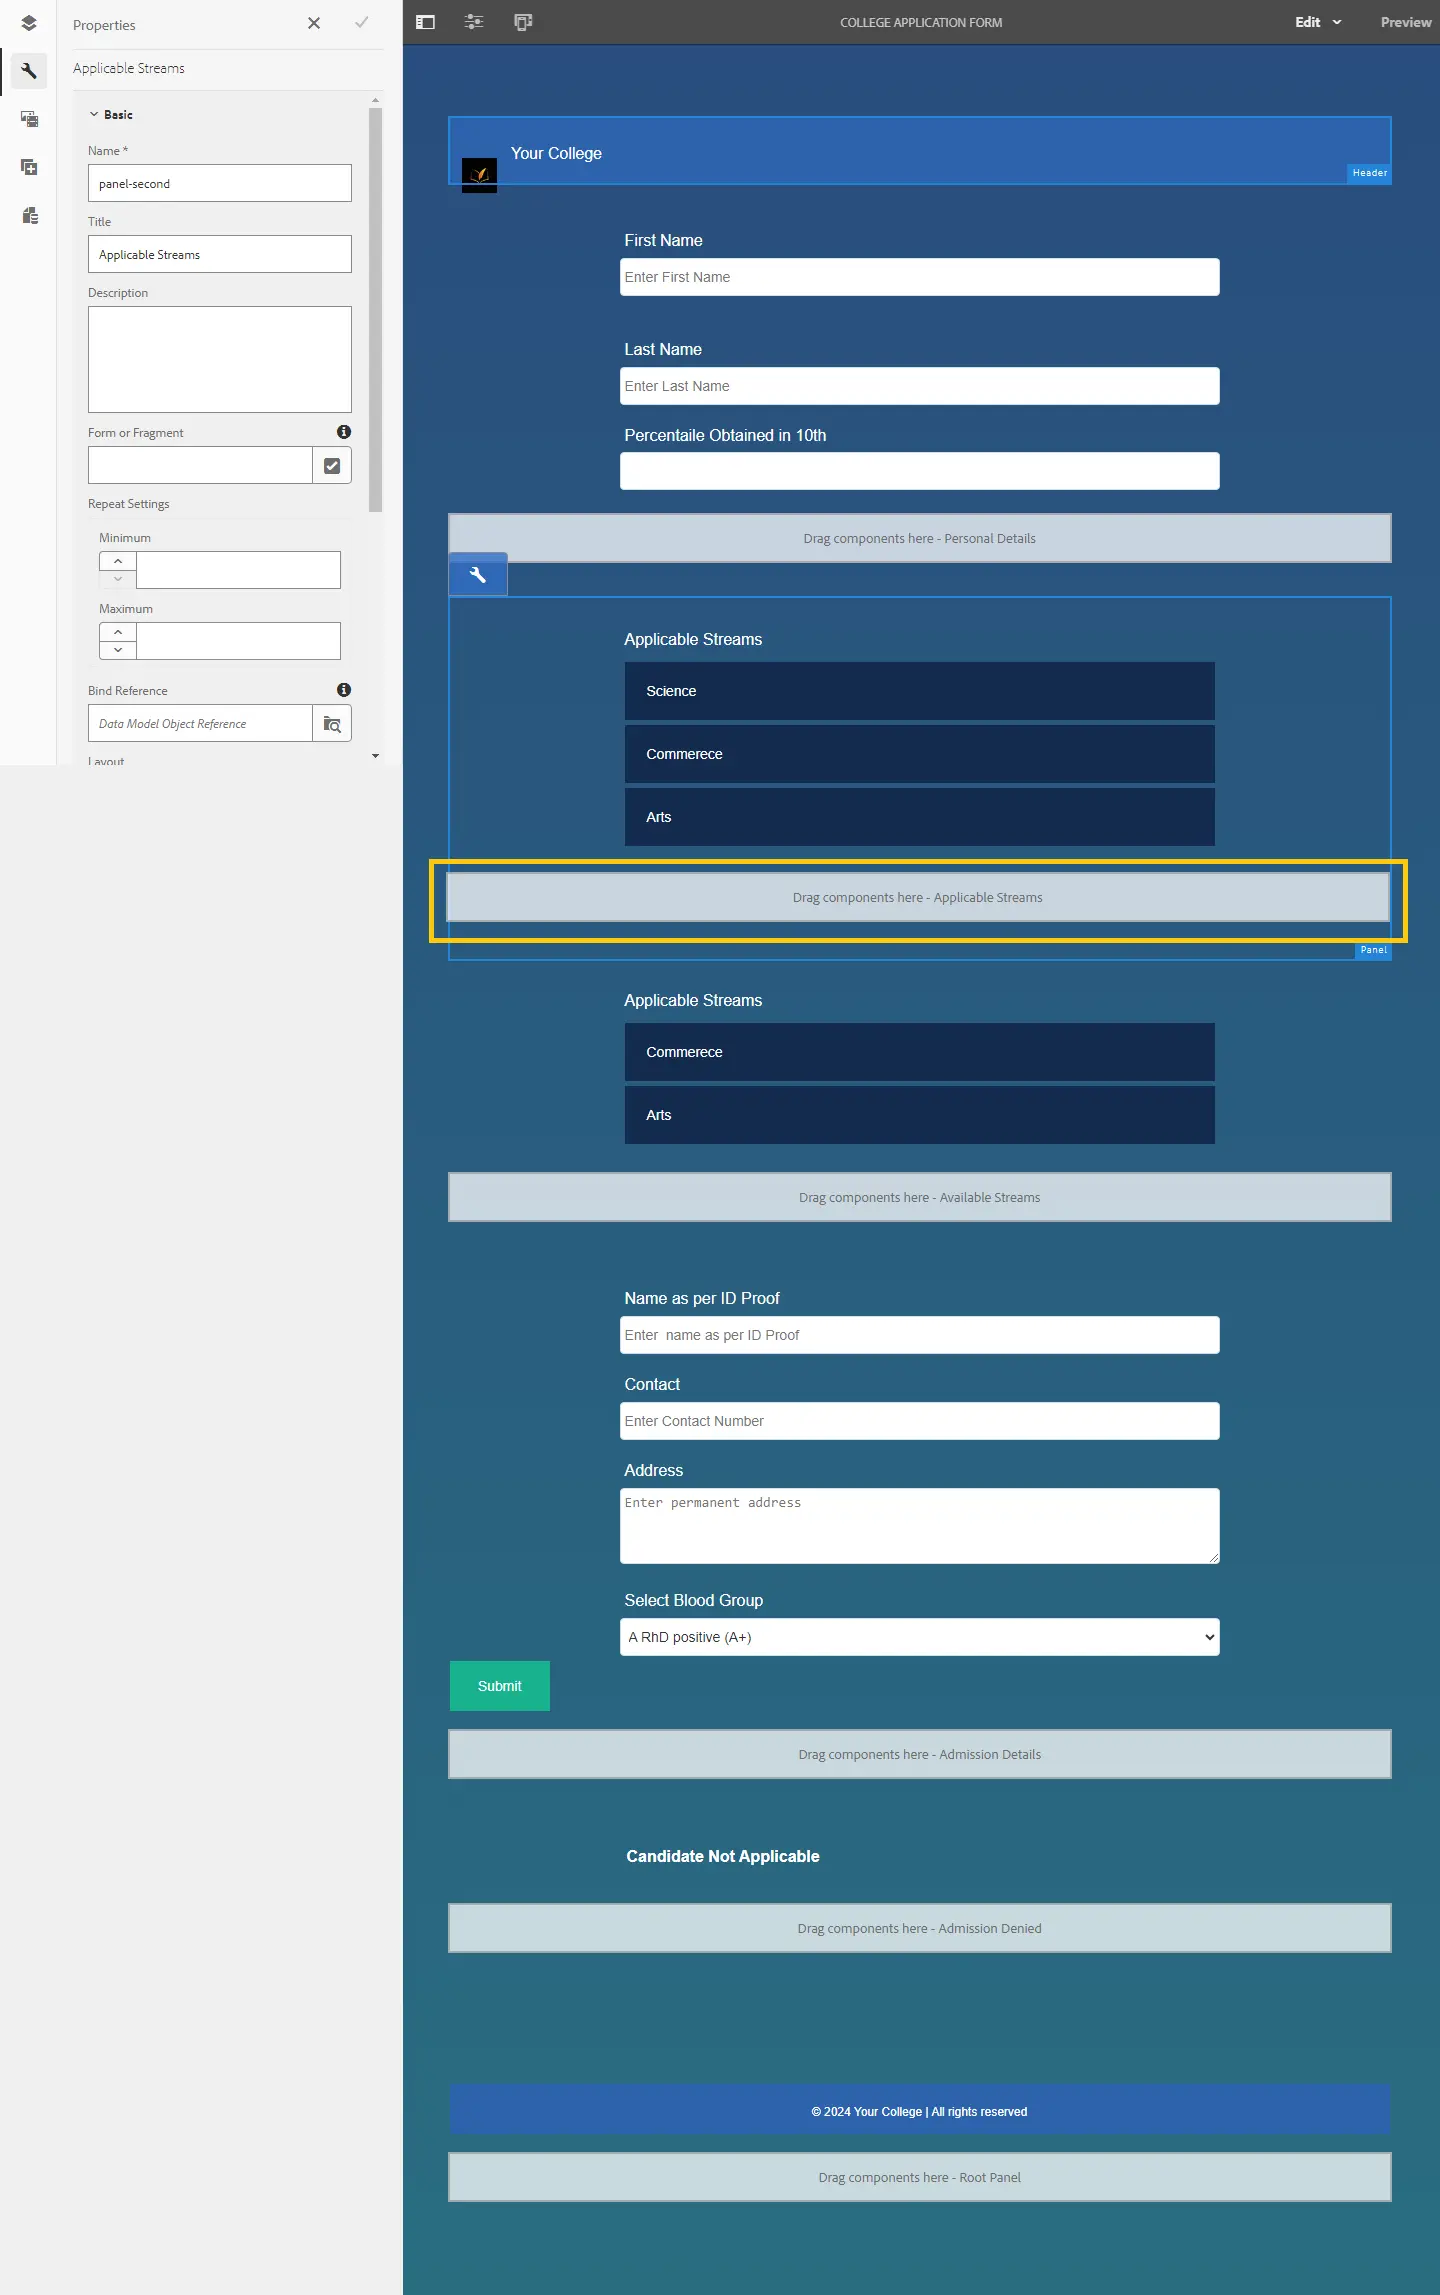 Properties
Applicable Streams
Basic
Name *
panel-second
Title
Applicable Streams
Description
Form or Fragment
Repeat Settings
Minimum
Maximum
Bind Reference
Data Model Object Reference
Layout
COLLEGE APPLICATION FORM
Edit
Preview
Your College
Header
First Name
Enter First Name
Last Name
Enter Last Name
Percentaile Obtained in 10th
Drag components here - Personal Details
Applicable Streams
Science
Commerece
Arts
Drag components here - Applicable Streams
Panel
Applicable Streams
Commerece
Arts
Drag components here - Available Streams
Name as per ID Proof
Enter  name as per ID Proof
Contact
Enter Contact Number
Address
Enter permanent address
Select Blood Group
A RhD positive (A+)
Submit
Drag components here - Admission Details
Candidate Not Applicable
Drag components here - Admission Denied
© 2024 Your College | All rights reserved
Drag components here - Root Panel